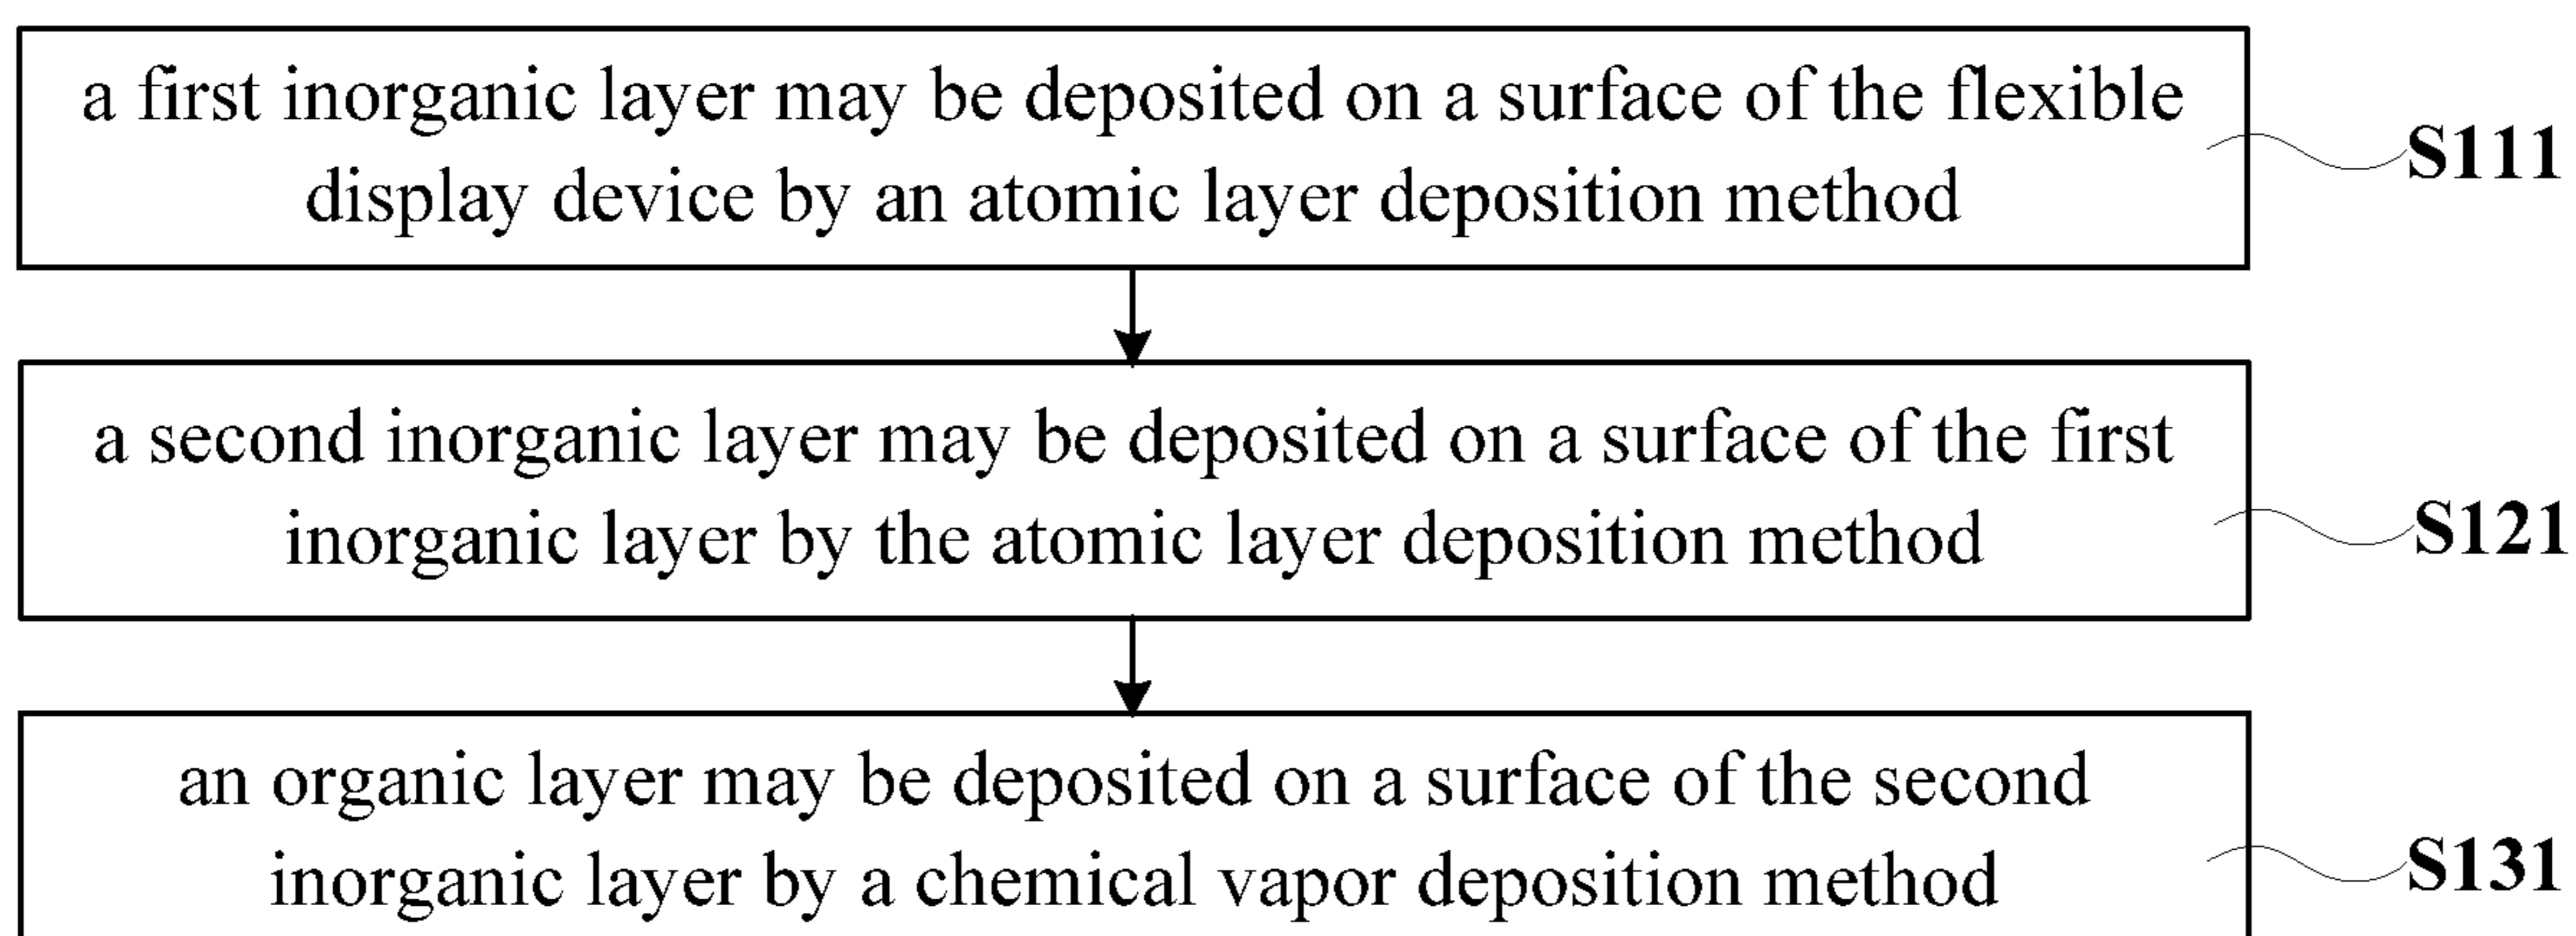 a first inorganic layer may be deposited on a surface of the flexible
display device by an atomic layer deposition method
S111
a second inorganic layer may be deposited on a surface of the first
inorganic layer by the atomic layer deposition method
S121
an organic layer may be deposited on a surface of the second
inorganic layer by a chemical vapor deposition method
S131